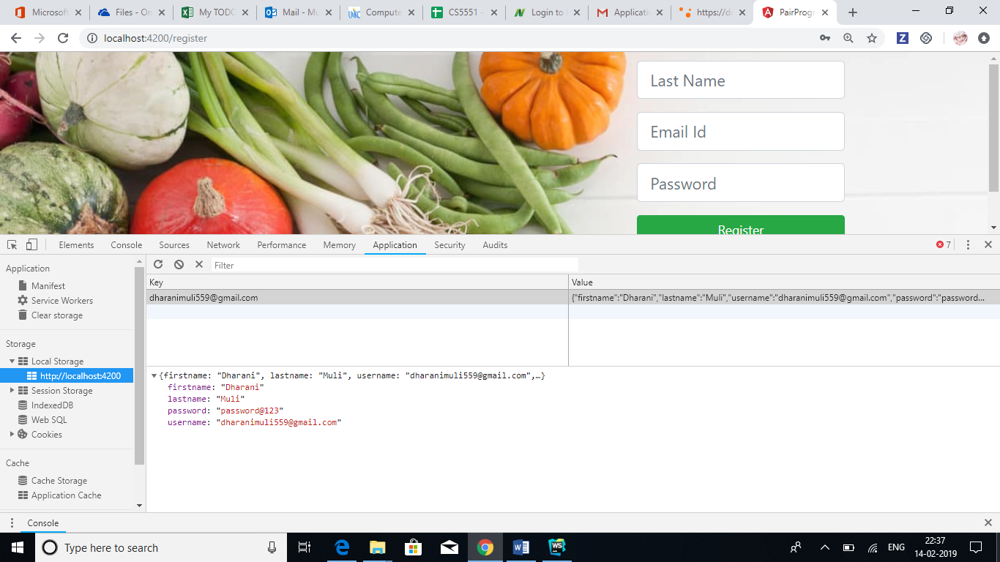 Microsoft
Files - On
My TODO
Mail - Mu
UMKC Compute
CS5551 -
Login to
Applicati
https://de
PairProgr
localhost:4200/register
Z
Last Name
Email Id
Password
Register
Elements Console Sources Network Performance Memory Application Security Audits 7
Application
Manifest
Service Workers
Clear storage
Storage
Local Storage
http://localhost:4200
Session Storage
IndexedDB
Web SQL
Cookies
Cache
Cache Storage
Application Cache
Filter
Key Value
dharanimuli559@gmail.com {"firstname":"Dharani","lastname":"Muli","username":"dharanimuli559@gmail.com","password":"password...
{firstname: "Dharani", lastname: "Muli", username: "dharanimuli559@gmail.com",…}
firstname: "Dharani"
lastname: "Muli"
password: "password@123"
username: "dharanimuli559@gmail.com"
Console
Type here to search
WS
ENG
22:37
14-02-2019